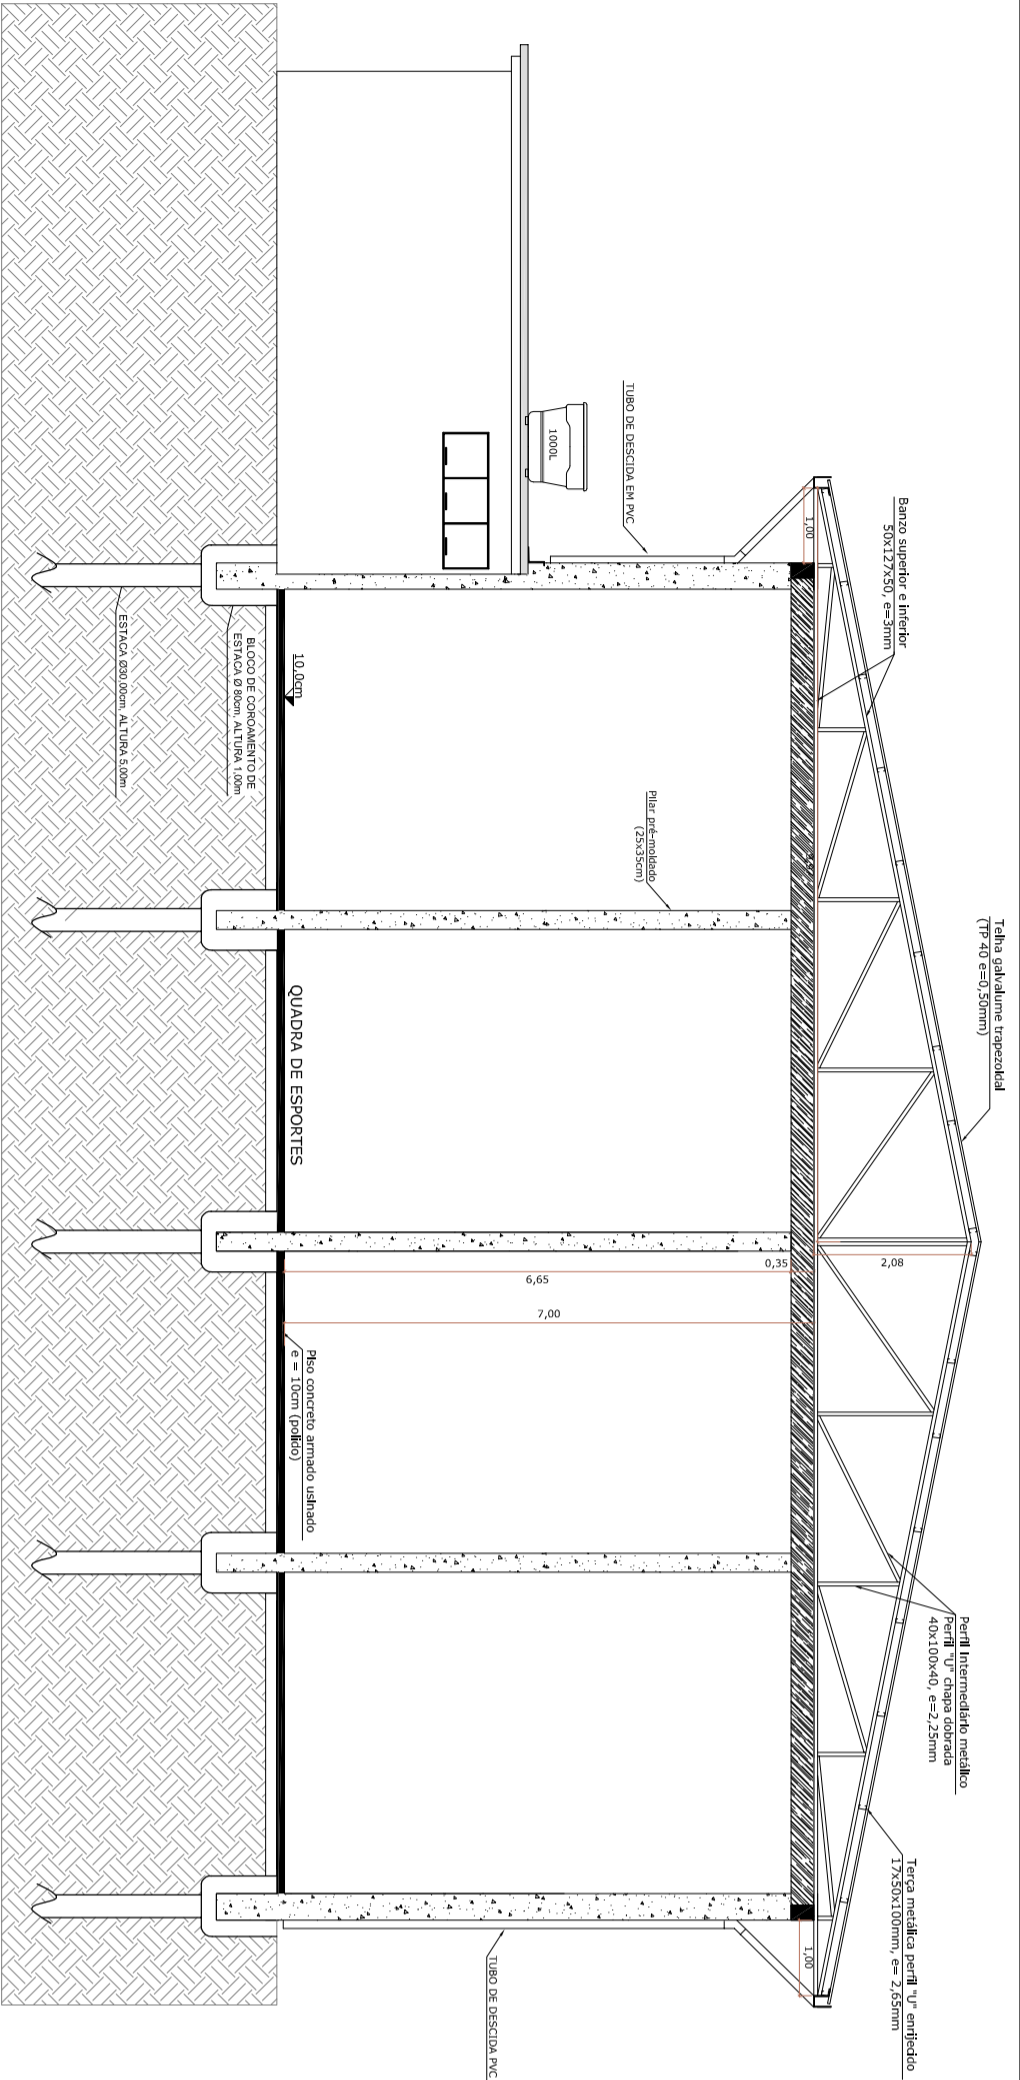 Telha galvalume trapezoidal
(TP 40 e=0,50mm)
Banzo superior e inferior
50x127x50, e=3mm
Perfil Intermediário metálico
Perfil "U" chapa dobrada
40x100x40, e=2,25mm
Terça metálica perfil "U" enrijecido
17x50x100mm, e= 2,65mm
2,08
1,00
1,00
0,35
TUBO DE DESCIDA EM PVC
1000L
Pilar pré-moldado
(25x35cm)
6,65
7,00
TUBO DE DESCIDA PVC
10,0cm
QUADRA DE ESPORTES
Piso concreto armado usinado
e = 10cm (polido)
BLOCO DE COROAMENTO DE
ESTACA Ø 80cm, ALTURA 1,00m
ESTACA Ø30,00cm, ALTURA 5,00m